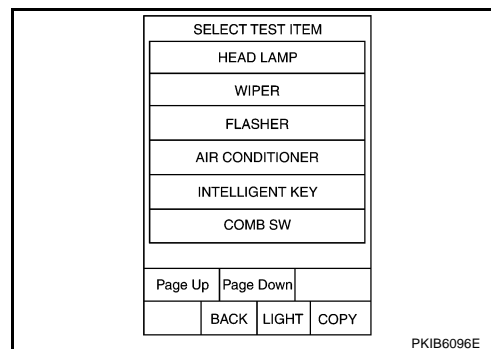 SELECT TEST ITEM
HEAD LAMP
WIPER
FLASHER
AIR CONDITIONER
INTELLIGENT KEY
COMB SW
Page Up Page Down
BACK LIGHT COPY
PKIB6096E